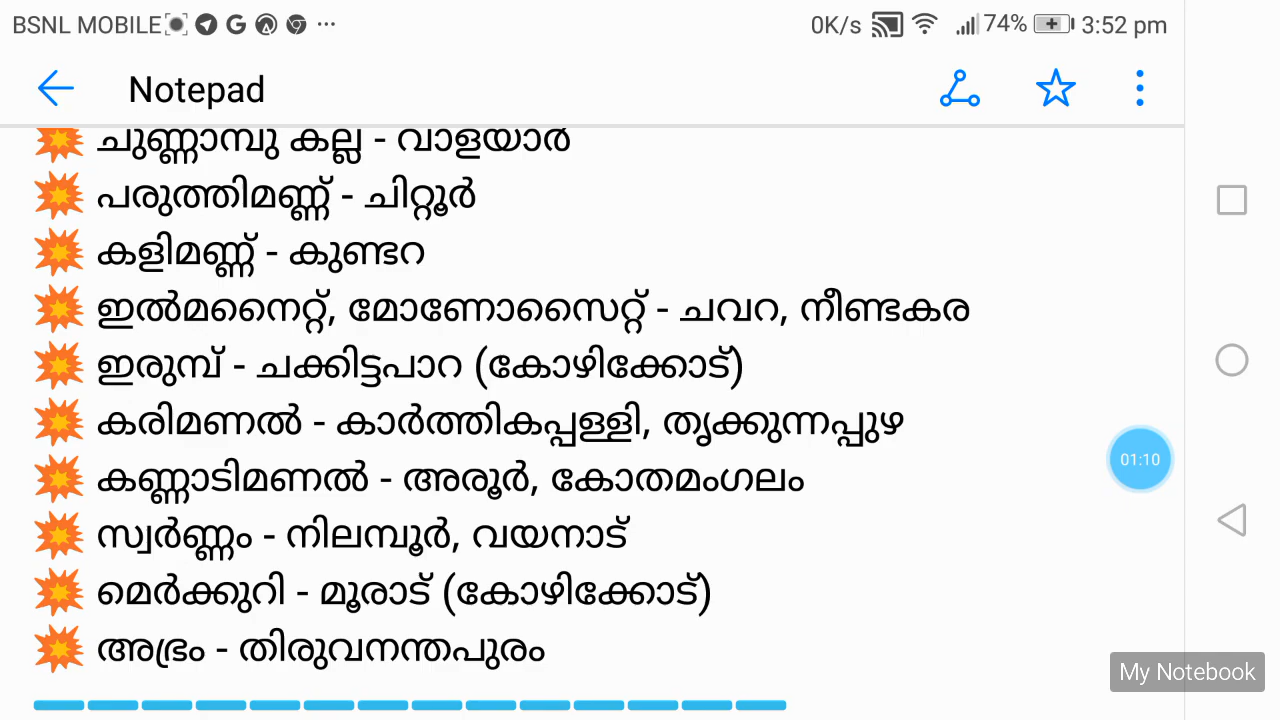 BSNL MOBILE G ... 0K/s 74% 3:52 pm
Notepad
ചുണ്ണാമ്പു കല്ല - വാളയാർ
പരുത്തിമണ്ണ് - ചിറ്റൂർ
കളിമണ്ണ് - കുണ്ടറ
ഇൽമനൈറ്റ്, മോണോസൈറ്റ് - ചവറ, നീണ്ടകര
ഇരുമ്പ് - ചക്കിട്ടപാറ (കോഴിക്കോട്)
കരിമണൽ - കാർത്തികപ്പള്ളി, തൃക്കുന്നപ്പുഴ
കണ്ണാടിമണൽ - അരൂർ, കോതമംഗലം
01:10
സ്വർണ്ണം - നിലമ്പൂർ, വയനാട്
മെർക്കുറി - മൂരാട് (കോഴിക്കോട്)
അഭ്രം - തിരുവനന്തപുരം
My Notebook